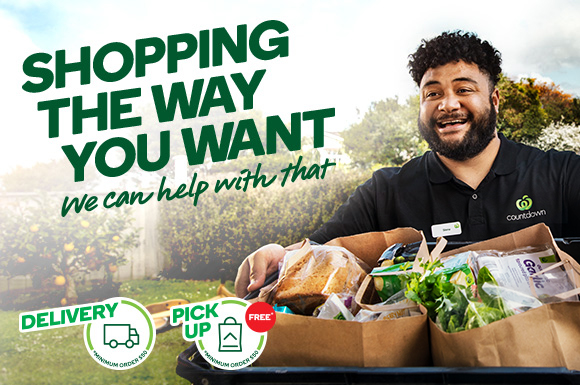 SHOPPING
THE WAY
YOU WANT
We can help with that
countdown
DELIVERY
*MINIMUM ORDER $50
PICK
UP
FREE*
*MINIMUM ORDER $50
Garlic